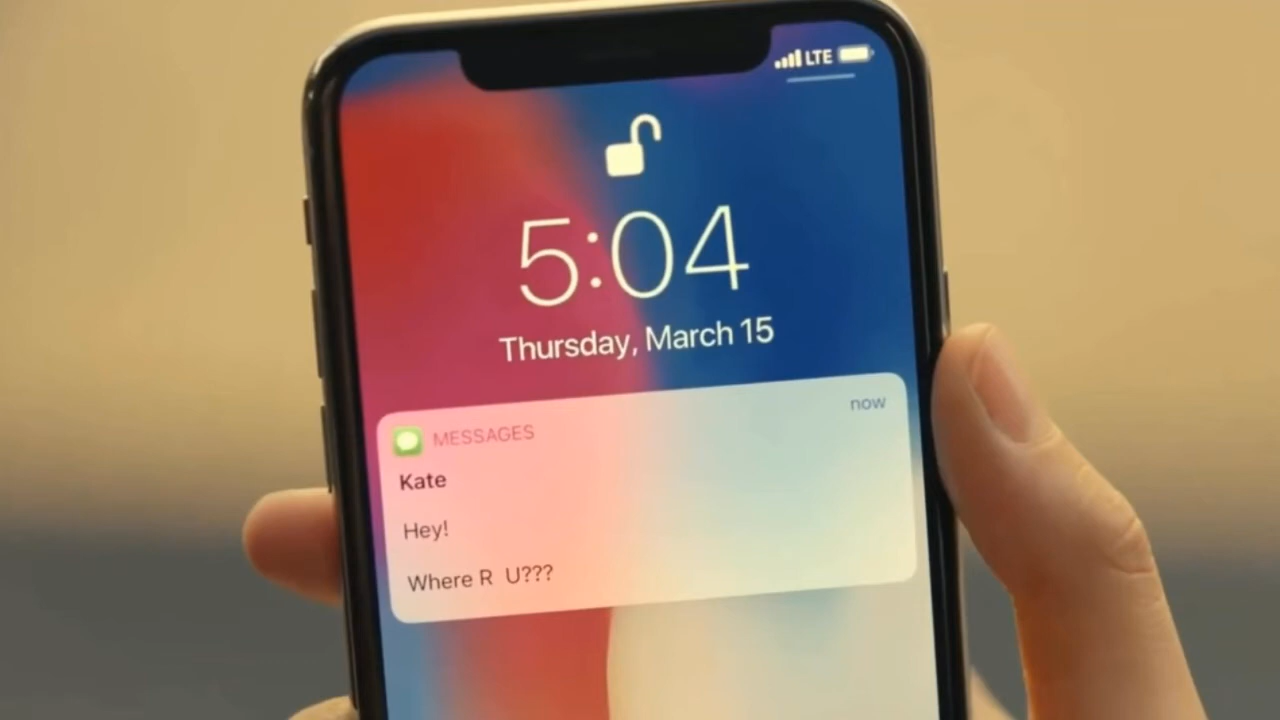 LTE
5:04
Thursday, March 15
MESSAGES now
Kate
Hey!
Where R U???